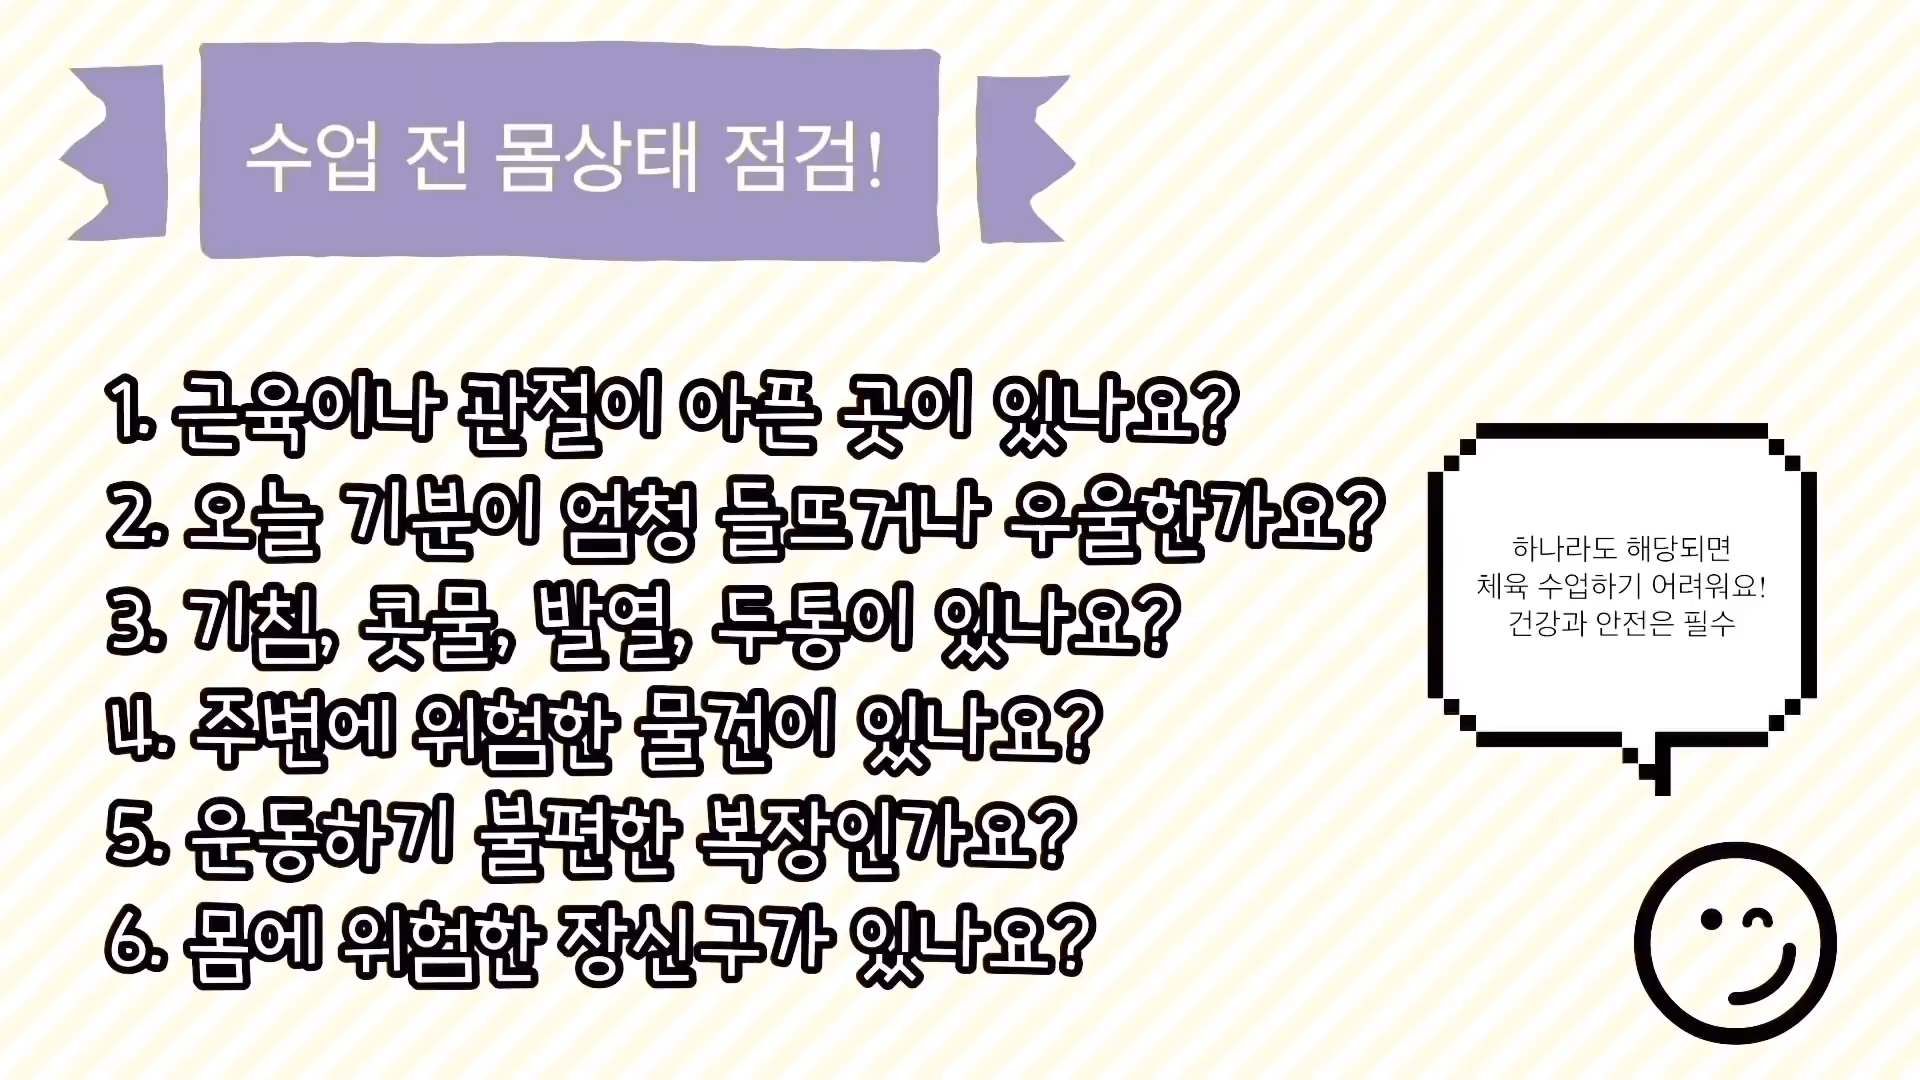 수업 전 몸상태 점검!
1. 근육이나 관절이 아픈 곳이 있나요?
2. 오늘 기분이 엄청 들뜨거나 우울한가요?
3. 기침, 콧물, 발열, 두통이 있나요?
4. 주변에 위험한 물건이 있나요?
5. 운동하기 불편한 복장인가요?
6. 몸에 위험한 장신구가 있나요?
하나라도 해당되면
체육 수업하기 어려워요!
건강과 안전은 필수